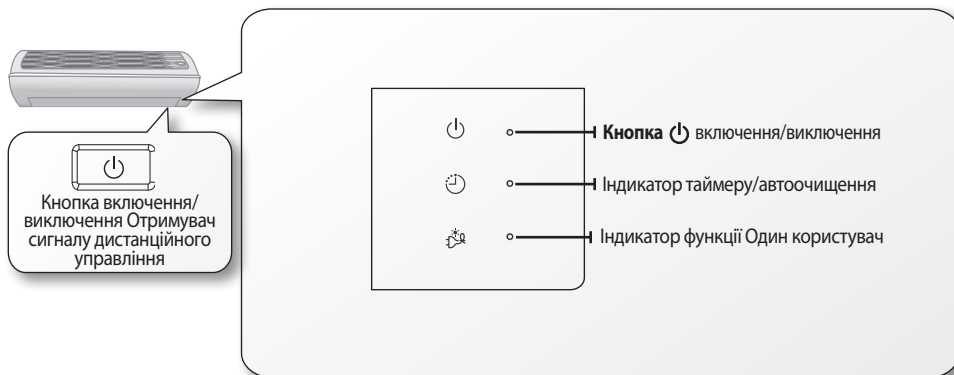 Кнопка включення/виключення
Індикатор таймеру/автоочищення
Індикатор функції Один користувач
Кнопка включення/
виключення Отримувач
сигналу дистанційного
управління